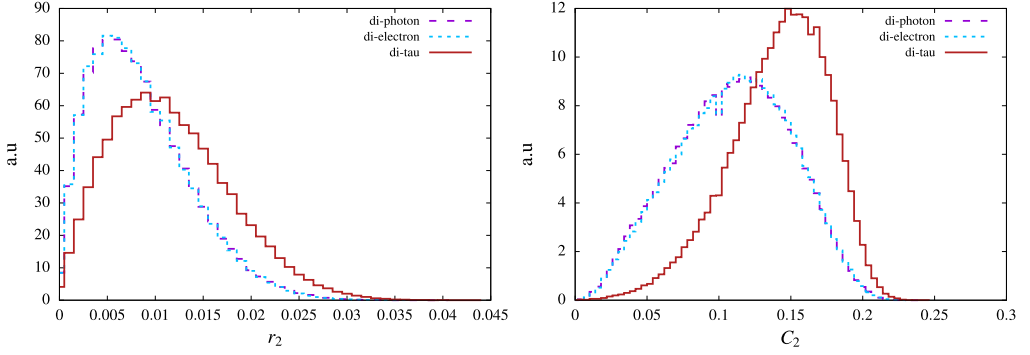 90
80
70
60
50
40
30
20
10
0
a.u
di-photon
di-electron
di-tau
0 0.005 0.01 0.015 0.02 0.025 0.03 0.035 0.04 0.045
r2
12
10
8
6
4
2
0
a.u
di-photon
di-electron
di-tau
0 0.05 0.1 0.15 0.2 0.25 0.3
C2